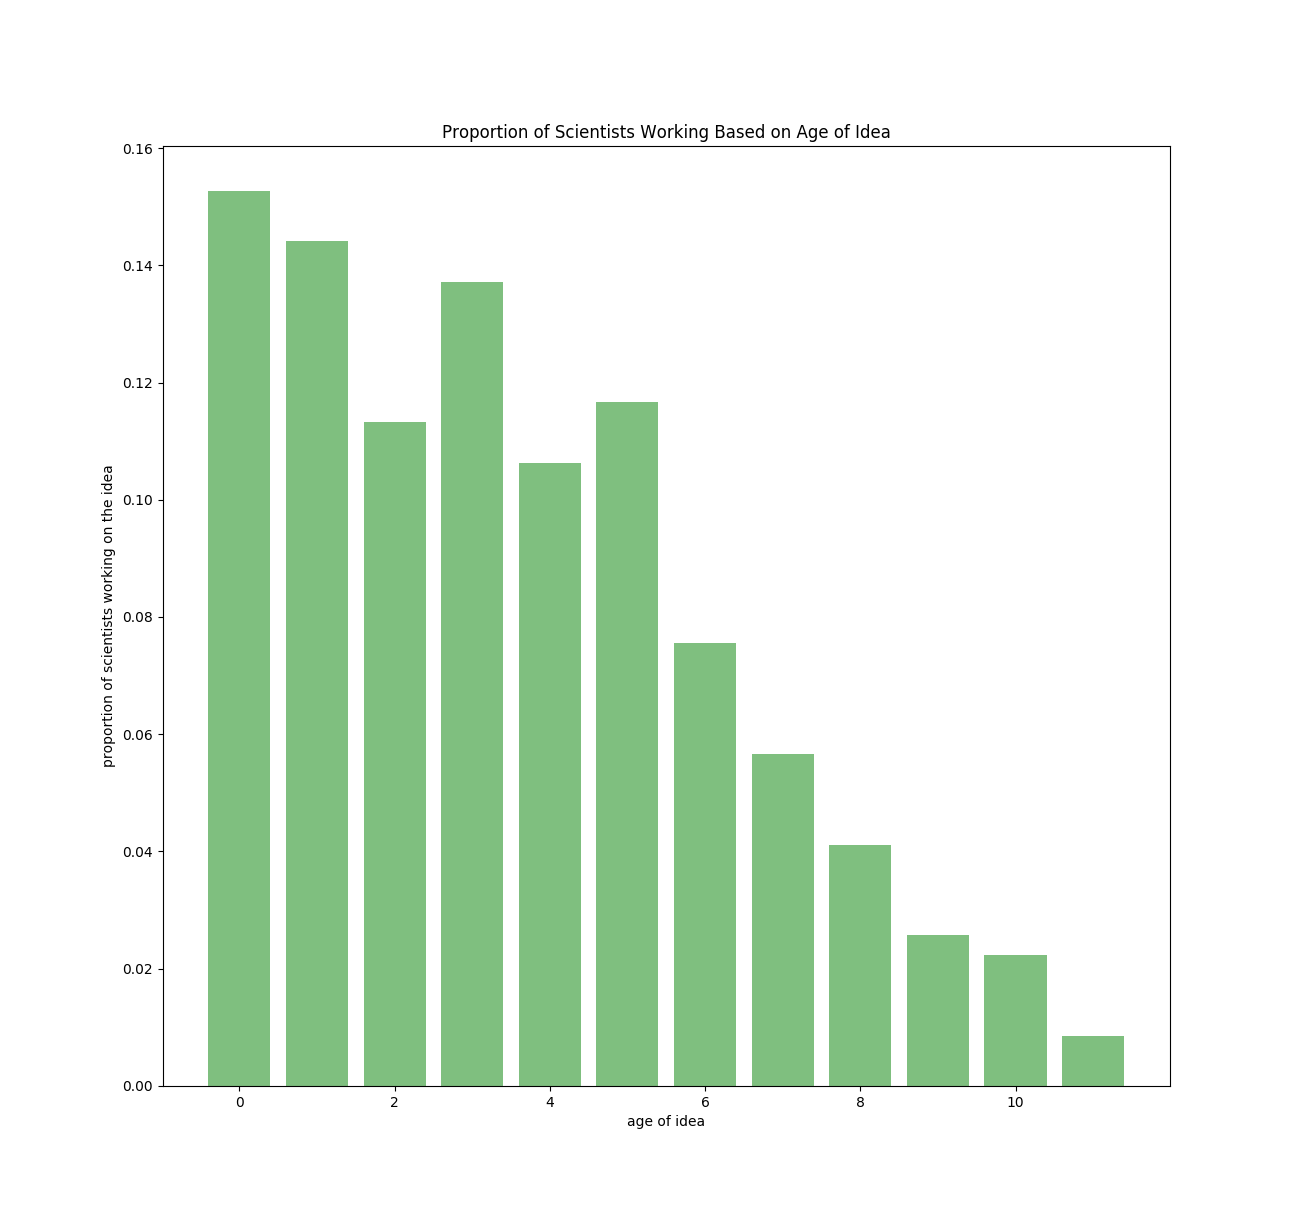 Proportion of Scientists Working Based on Age of Idea
0.16
0.14
0.12
0.10
0.08
0.06
0.04
0.02
0.00
proportion of scientists working on the idea
0 2 4 6 8 10
age of idea